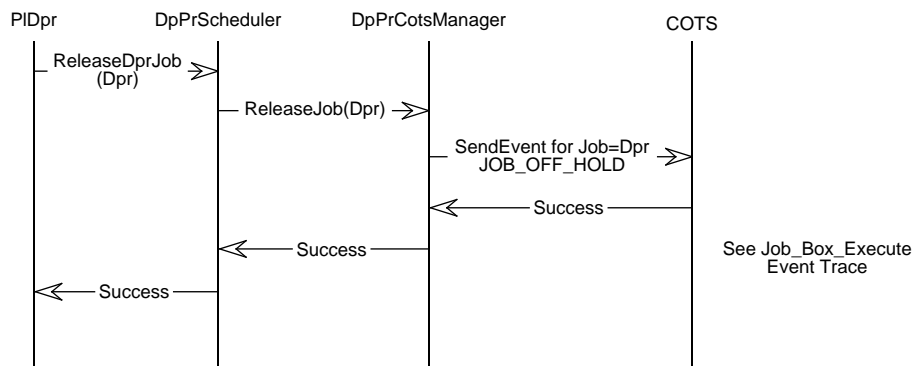 PlDpr
DpPrScheduler
DpPrCotsManager
COTS
ReleaseDprJob
(Dpr)
ReleaseJob(Dpr)
SendEvent for Job=Dpr
JOB_OFF_HOLD
Success
Success
See Job_Box_Execute
Event Trace
Success